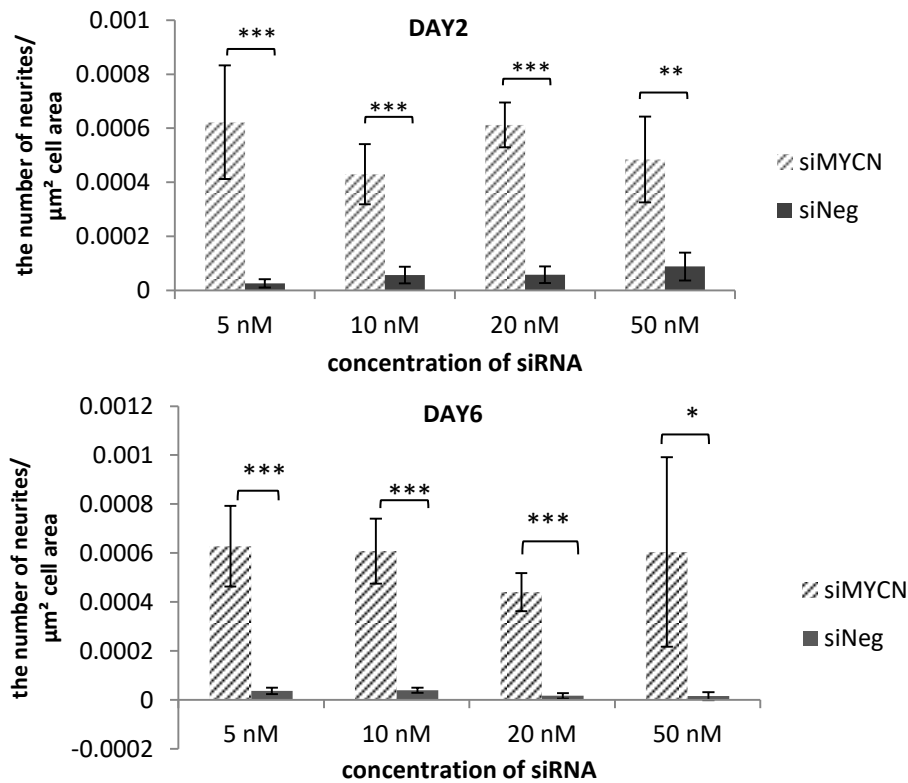 DAY2
0.001
0.0008
0.0006
0.0004
0.0002
0
the number of neurites/
µm² cell area
***
***
***
**
siMYCN
siNeg
5 nM 10 nM 20 nM 50 nM
concentration of siRNA
DAY6
0.0012
0.001
0.0008
0.0006
0.0004
0.0002
0
-0.0002
the number of neurites/
µm² cell area
***
***
***
*
siMYCN
siNeg
5 nM 10 nM 20 nM 50 nM
concentration of siRNA